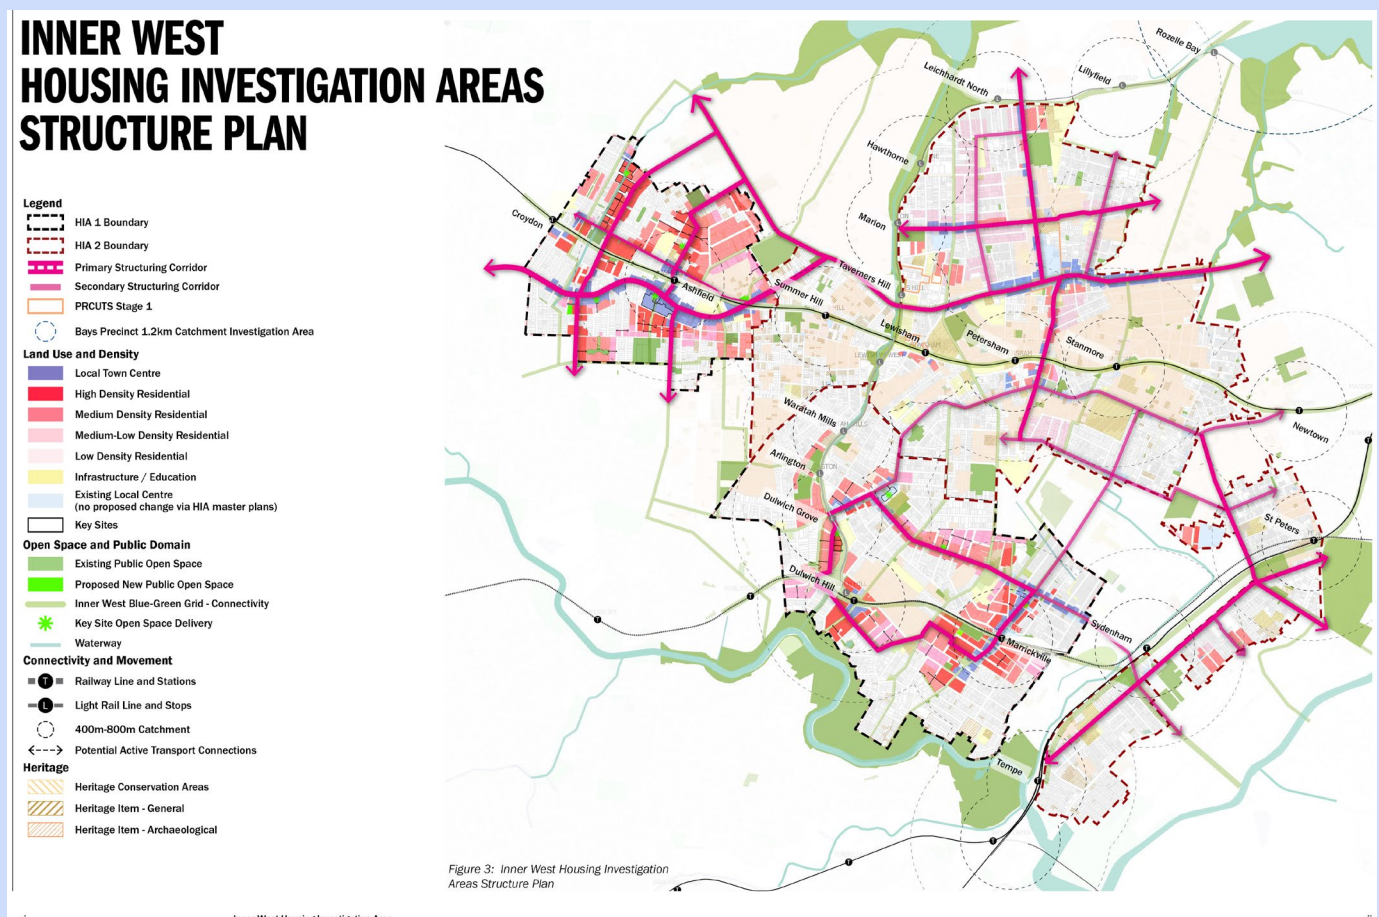 INNER WEST
HOUSING INVESTIGATION AREAS
STRUCTURE PLAN
Legend
HIA 1 Boundary
HIA 2 Boundary
Primary Structuring Corridor
Secondary Structuring Corridor
PRCUTS Stage 1
Bays Precinct 1.2km Catchment Investigation Area
Land Use and Density
Local Town Centre
High Density Residential
Medium Density Residential
Medium-Low Density Residential
Low Density Residential
Infrastructure / Education
Existing Local Centre
(no proposed change via HIA master plans)
Key Sites
Open Space and Public Domain
Existing Public Open Space
Proposed New Public Open Space
Inner West Blue-Green Grid - Connectivity
Key Site Open Space Delivery
Waterway
Connectivity and Movement
T
Railway Line and Stations
L
Light Rail Line and Stops
400m-800m Catchment
Potential Active Transport Connections
Heritage
Heritage Conservation Areas
Heritage Item - General
Heritage Item - Archaeological
Rozelle Bay
Lillyfield
Leichhardt North
Hawthorne
Marion
Croydon
Taverners Hill
Ashfield
Summer Hill
Lewisham
Petersham
Stanmore
Newtown
Waratah Mills
Arlington
Dulwich Grove
St Peters
Dulwich Hill
Sydenham
Marrickville
Tempe
Figure 3: Inner West Housing Investigation
Areas Structure Plan